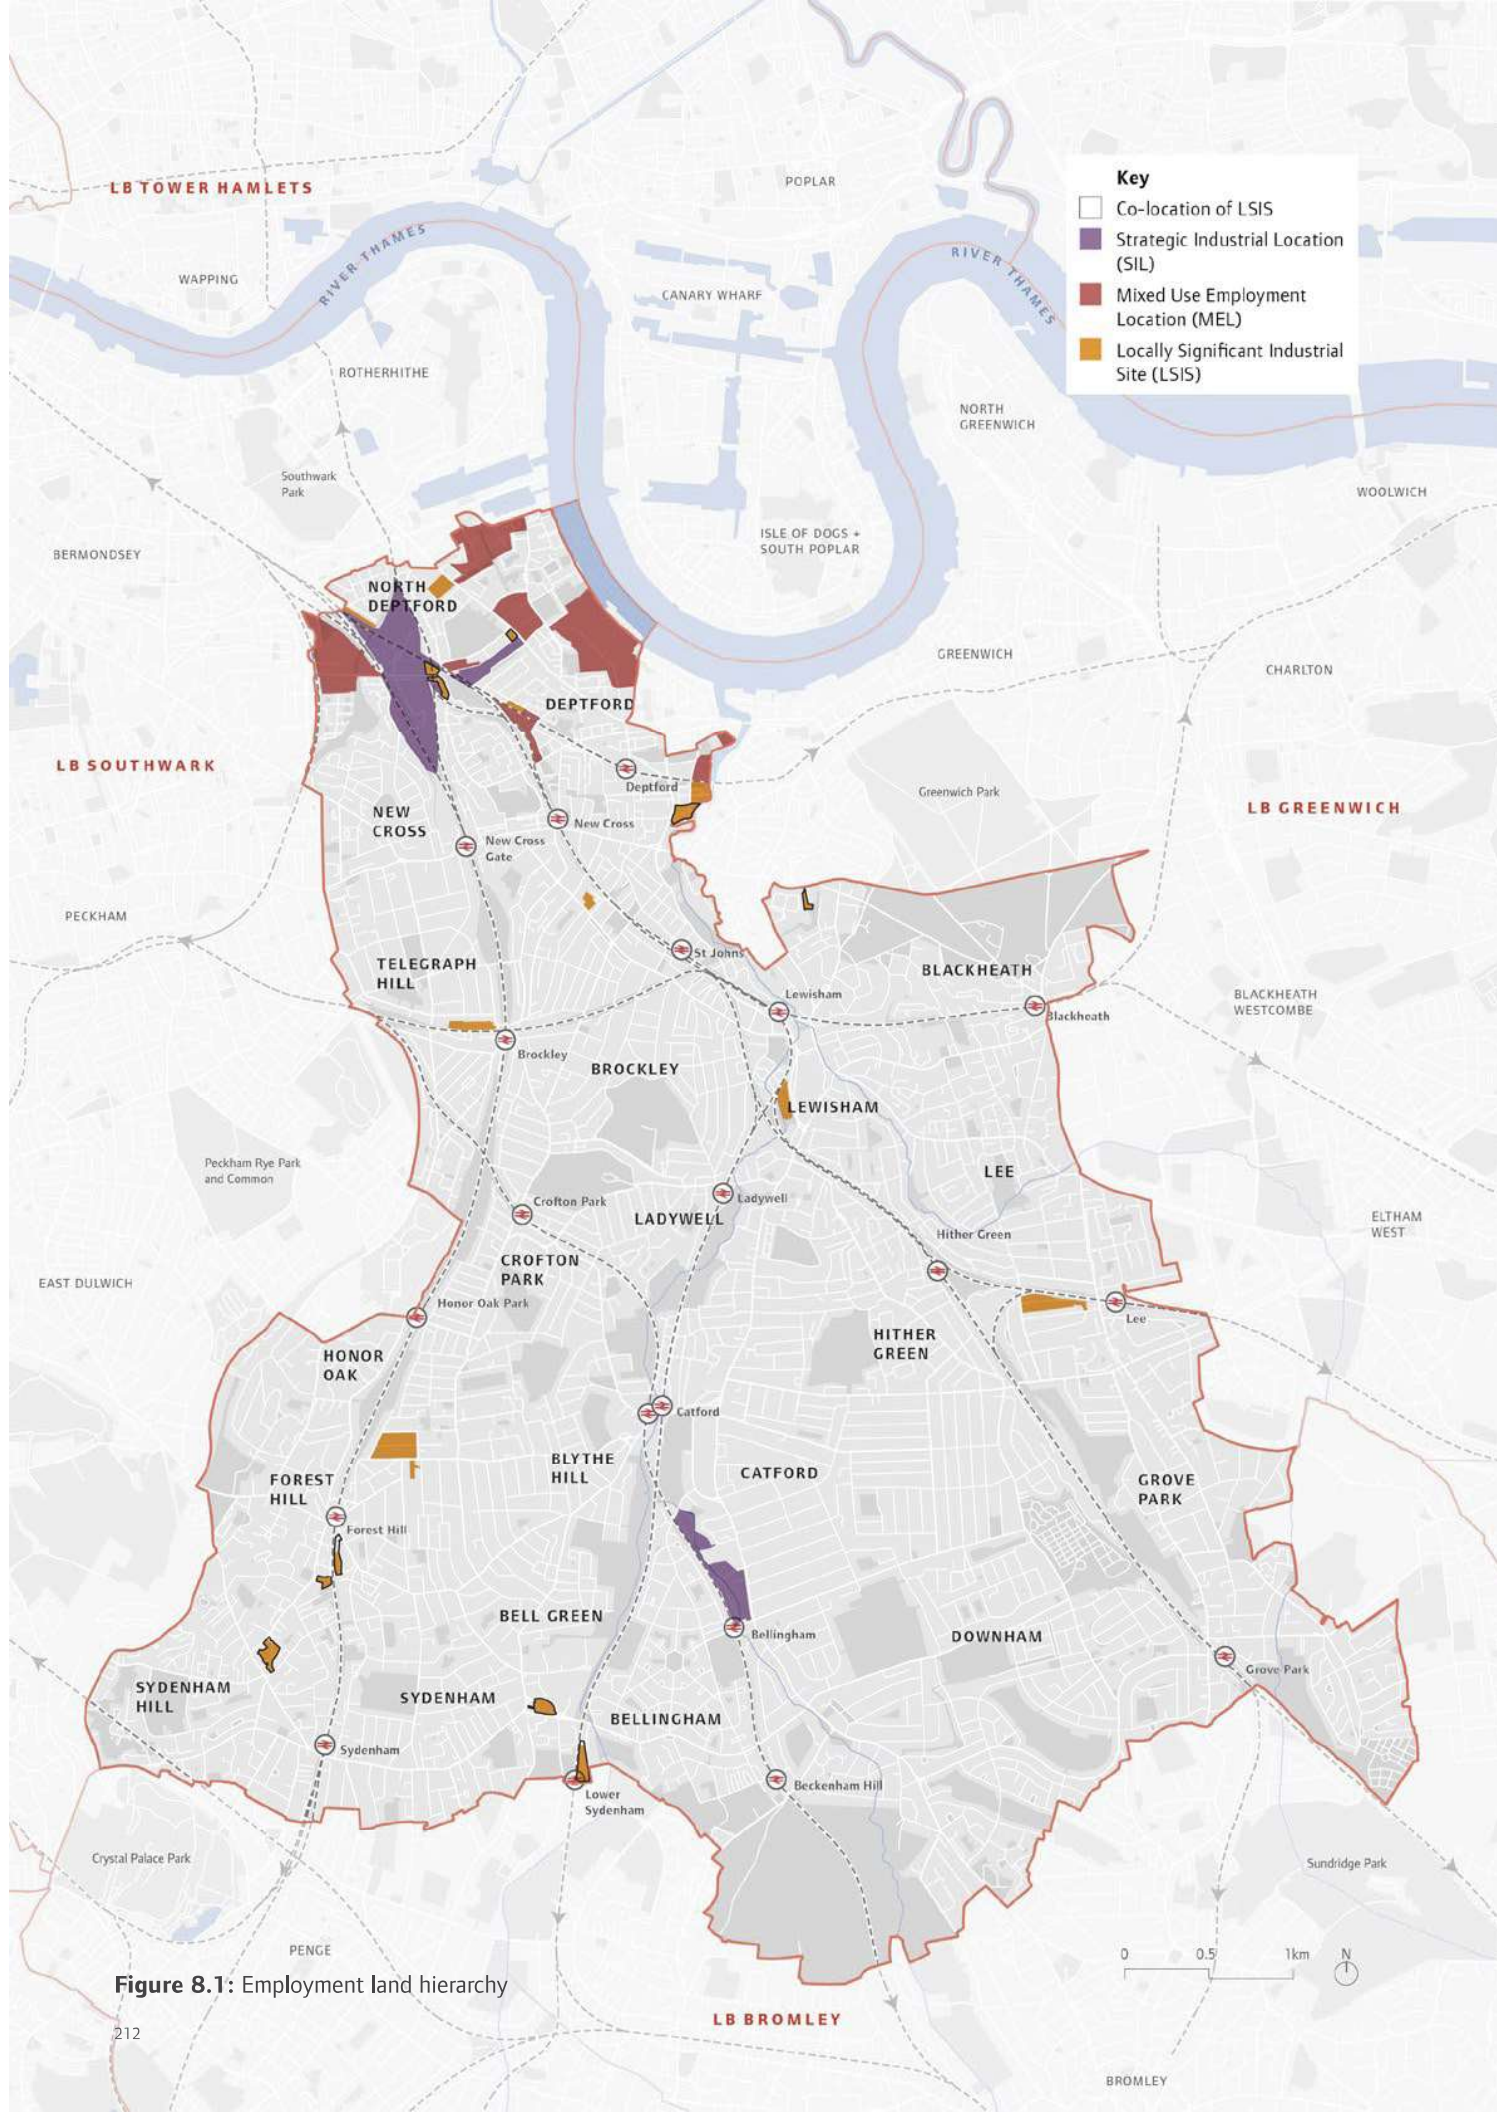 LB TOWER HAMLETS
POPLAR
Key
Co-location of LSIS
Strategic Industrial Location
(SIL)
Mixed Use Employment
Location (MEL)
Locally Significant Industrial
Site (LSIS)
WAPPING
RIVER THAMES
RIVER THAMES
CANARY WHARF
ROTHERHITHE
NORTH
GREENWICH
Southwark
Park
WOOLWICH
BERMONDSEY
ISLE OF DOGS +
SOUTH POPLAR
NORTH
DEPTFORD
GREENWICH
CHARLTON
DEPTFORD
LB SOUTHWARK
Deptford
Greenwich Park
LB GREENWICH
NEW
CROSS
New Cross
New Cross
Gate
PECKHAM
St Johns
TELEGRAPH
HILL
BLACKHEATH
Lewisham
BLACKHEATH
WESTCOMBE
Blackheath
Brockley
BROCKLEY
LEWISHAM
Peckham Rye Park
and Common
LEE
Crofton Park
Ladywell
LADYWELL
ELTHAM
WEST
Hither Green
CROFTON
PARK
EAST DULWICH
Honor Oak Park
Lee
HITHER
GREEN
HONOR
OAK
Catford
BLYTHE
HILL
CATFORD
FOREST
HILL
GROVE
PARK
Forest Hill
BELL GREEN
Bellingham
DOWNHAM
Grove Park
SYDENHAM
HILL
SYDENHAM
BELLINGHAM
Sydenham
Beckenham Hill
Lower
Sydenham
Crystal Palace Park
Sundridge Park
PENGE
0 0.5 1km N
Figure 8.1: Employment land hierarchy
LB BROMLEY
212
BROMLEY